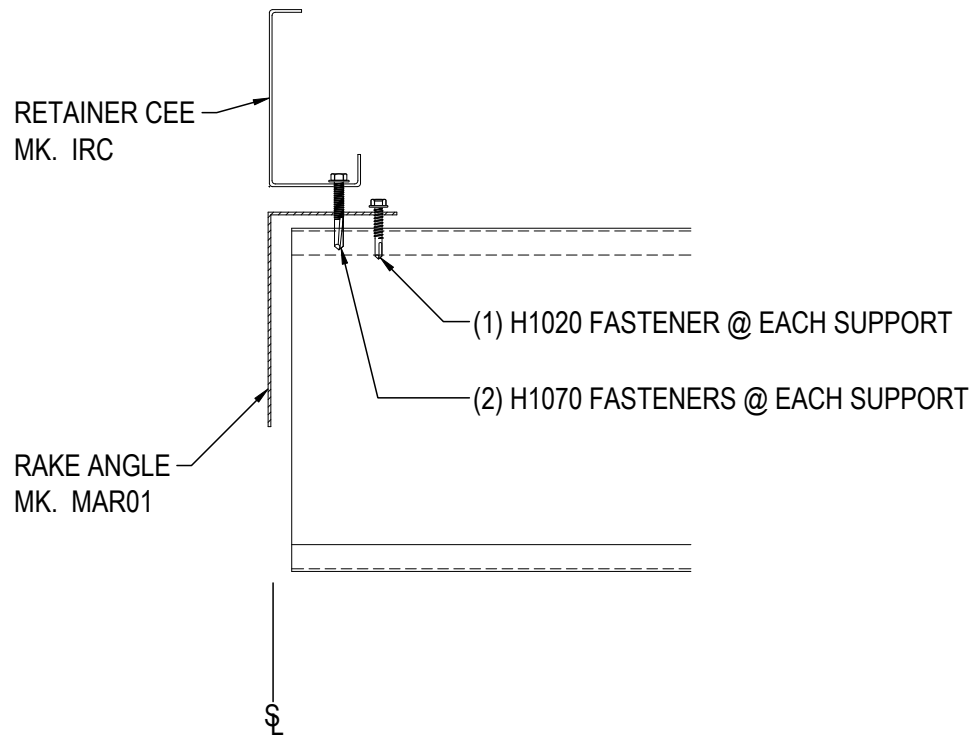 RETAINER CEE
MK. IRC
(1) H1020 FASTENER @ EACH SUPPORT
(2) H1070 FASTENERS @ EACH SUPPORT
RAKE ANGLE
MK. MAR01
SL